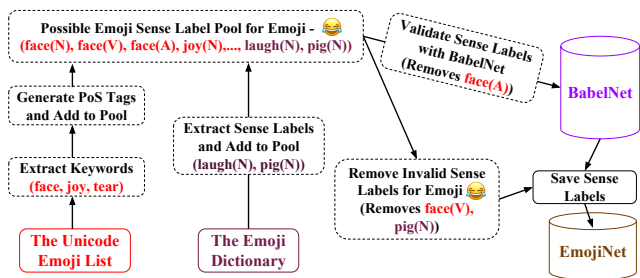 Possible Emoji Sense Label Pool for Emoji - 😂
(face(N), face(V), face(A), joy(N),..., laugh(N), pig(N))
Validate Sense Labels
with BabelNet
(Removes face(A))
BabelNet
Generate PoS Tags
and Add to Pool
Extract Sense Labels
and Add to Pool
(laugh(N), pig(N))
Extract Keywords
(face, joy, tear)
Remove Invalid Sense
Labels for Emoji 😂
(Removes face(V),
pig(N))
Save Sense
Labels
The Unicode
Emoji List
The Emoji
Dictionary
EmojiNet